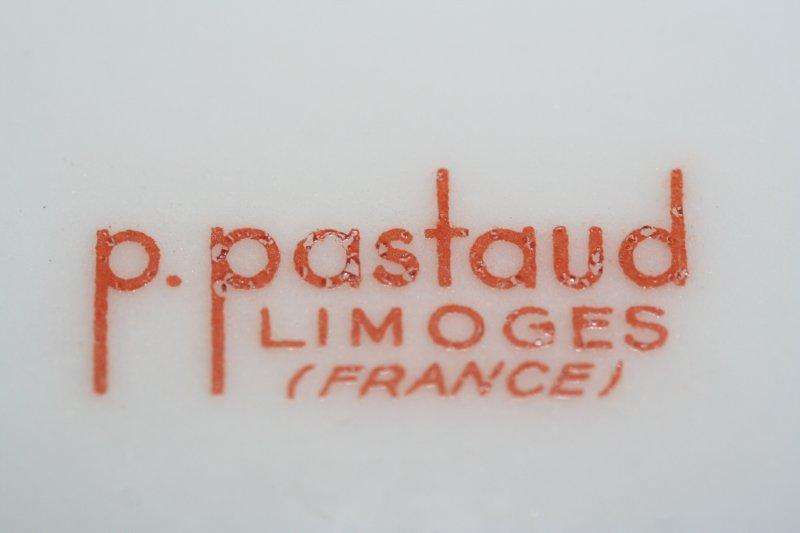 p. pastaud
LIMOGES
(FRANCE)